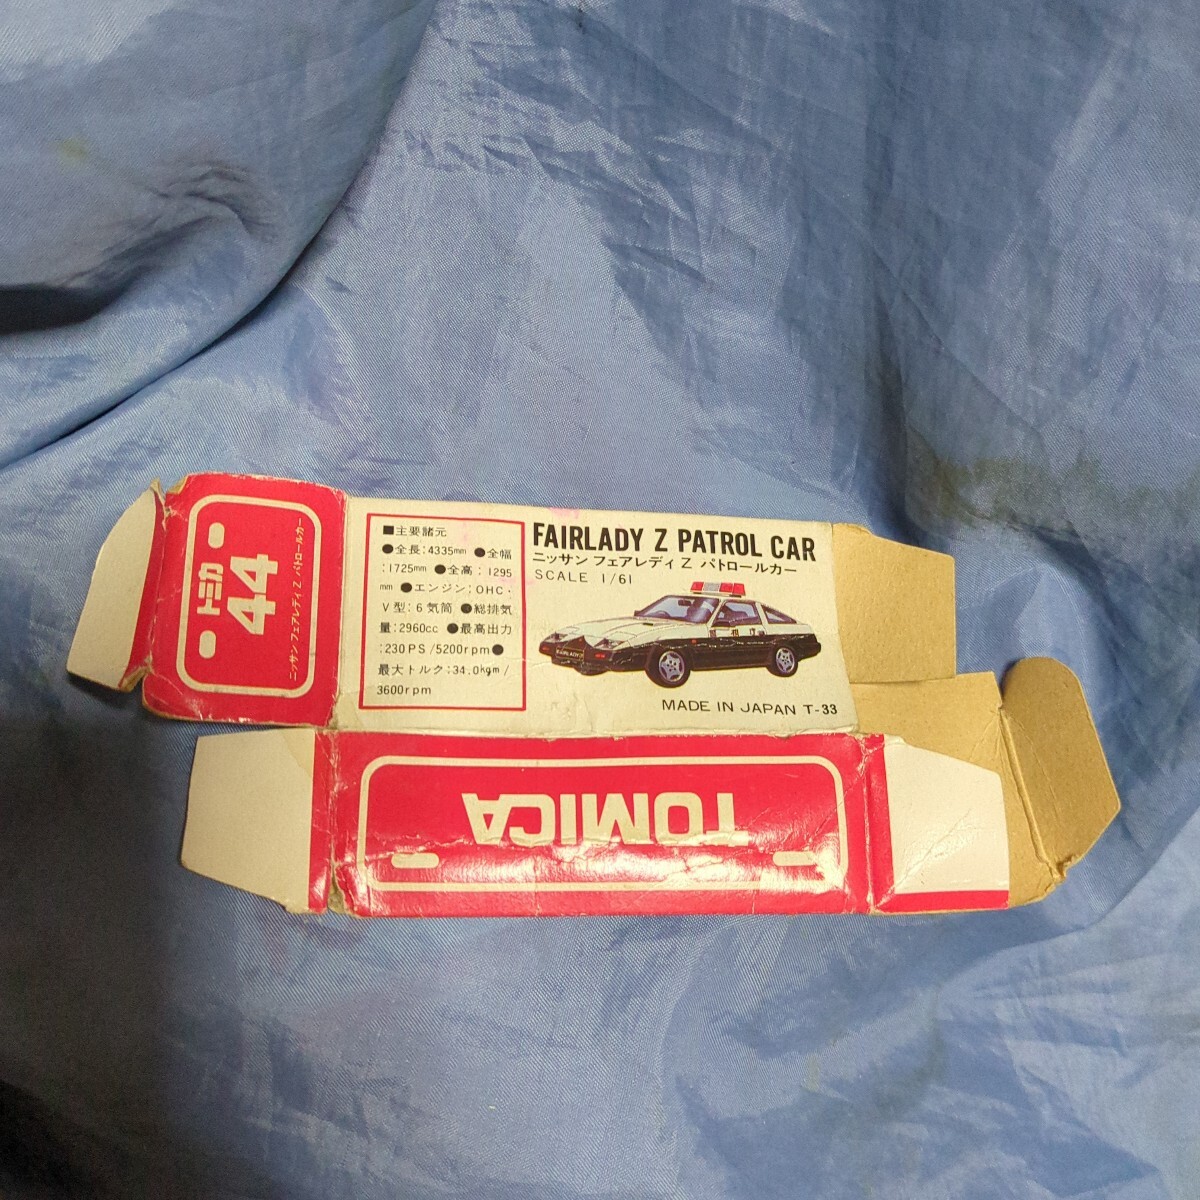 トミカ
44
ニッサン フェアレディ Z パトロールカー
■主要諸元
●全長:4335mm ●全幅
:1725mm ●全高:1295
mm ●エンジン:OHC・
V型:6気筒 ●総排気
量:2960cc ●最高出力
:230PS/5200rpm●
最大トルク:34.0kgm/
3600rpm
FAIRLADY Z PATROL CAR
ニッサン フェアレディ Z パトロールカー
SCALE 1/61
FAIRLADY Z
MADE IN JAPAN T-33
TOMICA